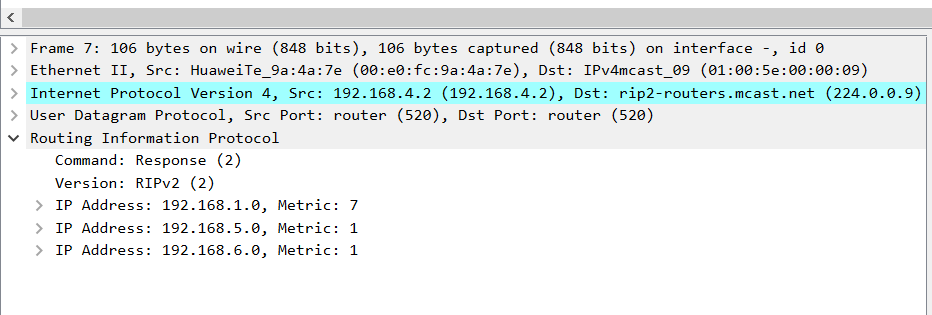 Frame 7: 106 bytes on wire (848 bits), 106 bytes captured (848 bits) on interface -, id 0
Ethernet II, Src: HuaweiTe_9a:4a:7e (00:e0:fc:9a:4a:7e), Dst: IPv4mcast_09 (01:00:5e:00:00:09)
Internet Protocol Version 4, Src: 192.168.4.2 (192.168.4.2), Dst: rip2-routers.mcast.net (224.0.0.9)
User Datagram Protocol, Src Port: router (520), Dst Port: router (520)
Routing Information Protocol
Command: Response (2)
Version: RIPv2 (2)
IP Address: 192.168.1.0, Metric: 7
IP Address: 192.168.5.0, Metric: 1
IP Address: 192.168.6.0, Metric: 1